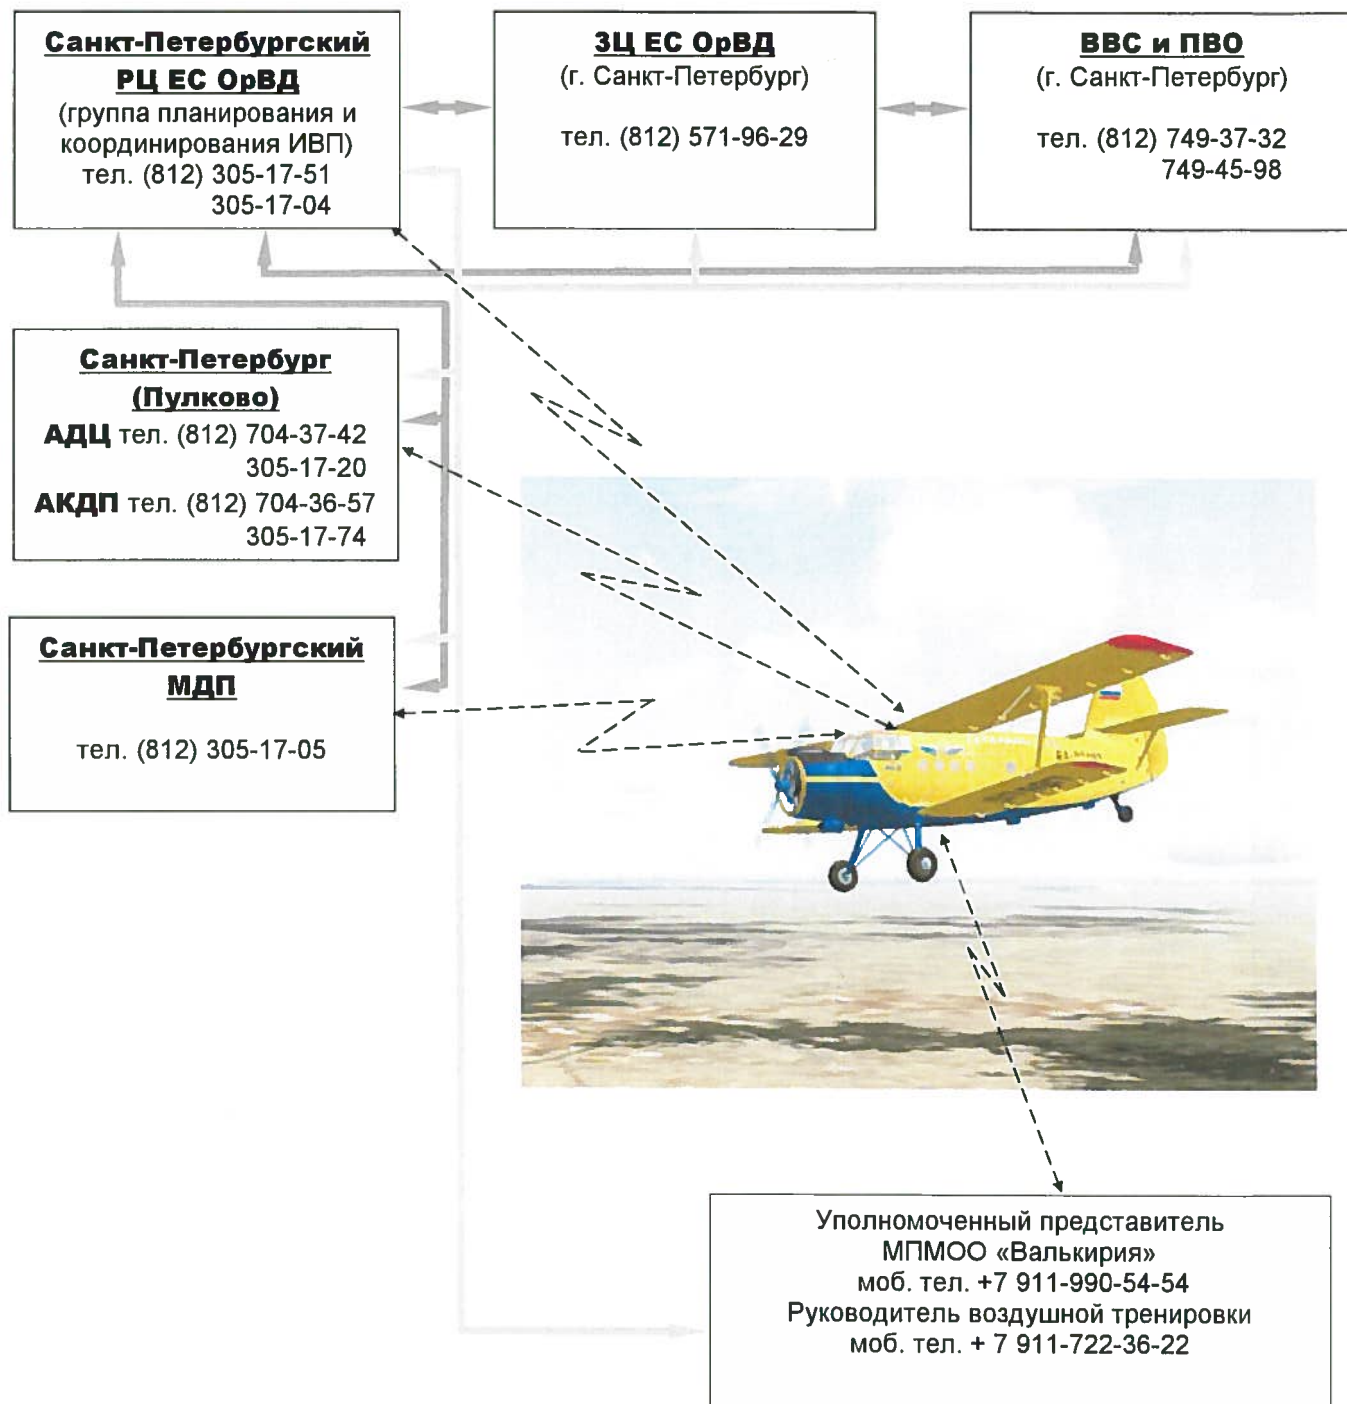 Санкт-Петербургский
РЦ ЕС ОрВД
(группа планирования и
координирования ИВП)
тел. (812) 305-17-51
305-17-04
ЗЦ ЕС ОрВД
(г. Санкт-Петербург)
тел. (812) 571-96-29
ВВС и ПВО
(г. Санкт-Петербург)
тел. (812) 749-37-32
749-45-98
Санкт-Петербург
(Пулково)
АДЦ тел. (812) 704-37-42
305-17-20
АКДП тел. (812) 704-36-57
305-17-74
Санкт-Петербургский
МДП
тел. (812) 305-17-05
Уполномоченный представитель
МПМОО «Валькирия»
моб. тел. +7 911-990-54-54
Руководитель воздушной тренировки
моб. тел. + 7 911-722-36-22